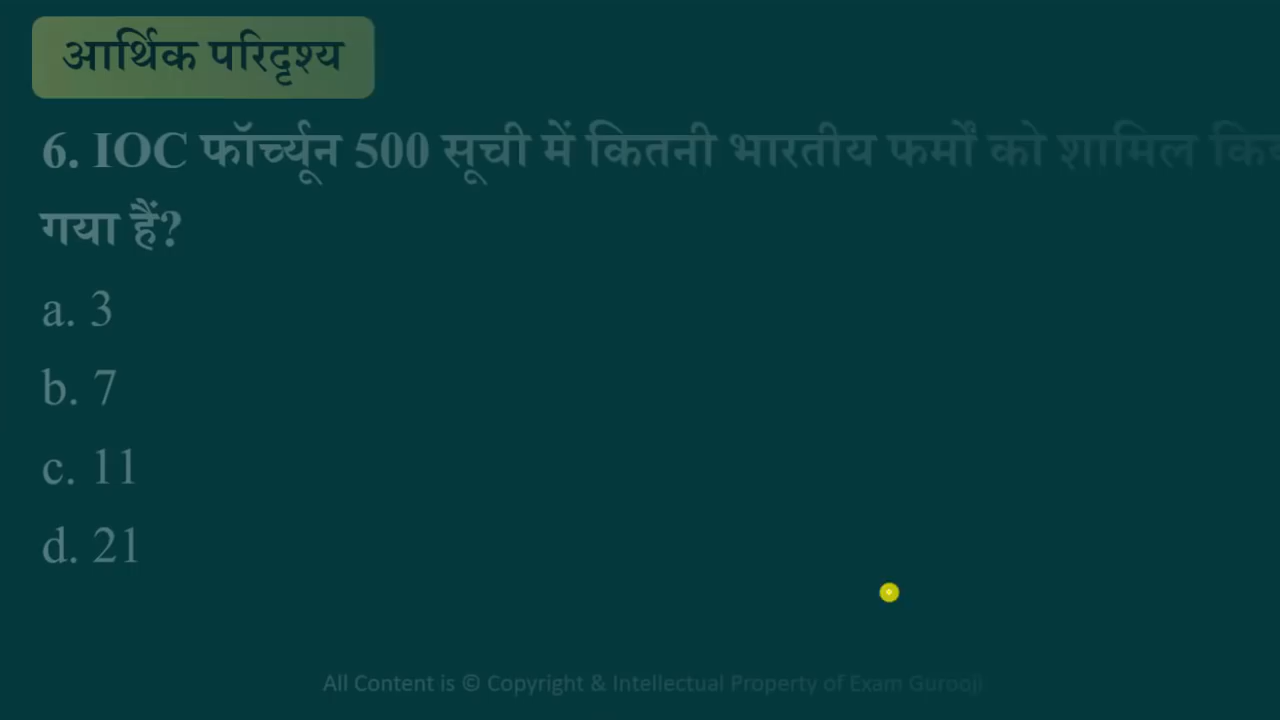 आर्थिक परिदृश्य
6. IOC फॉर्च्यून 500 सूची में कितनी भारतीय फर्मों को शामिल
गया हैं?
a. 3
b. 7
c. 11
d. 21
All Content is © Copyright & Intellectual Property of Exam Gurooji